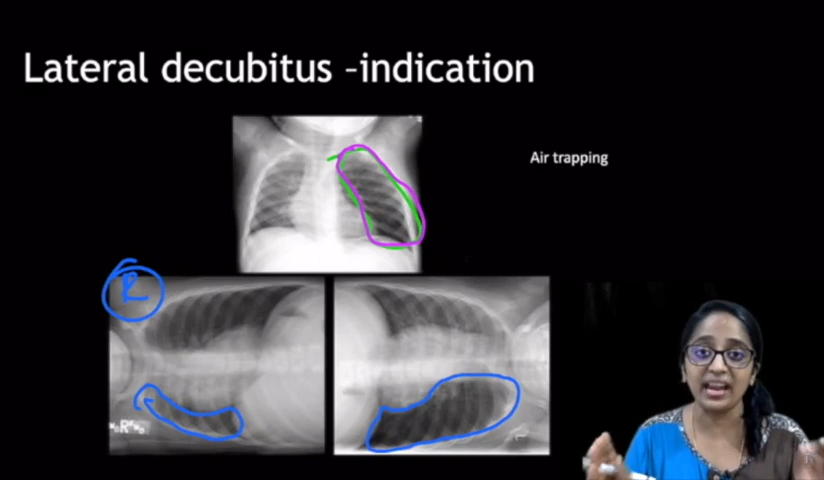 Lateral decubitus –indication
Air trapping
R
R